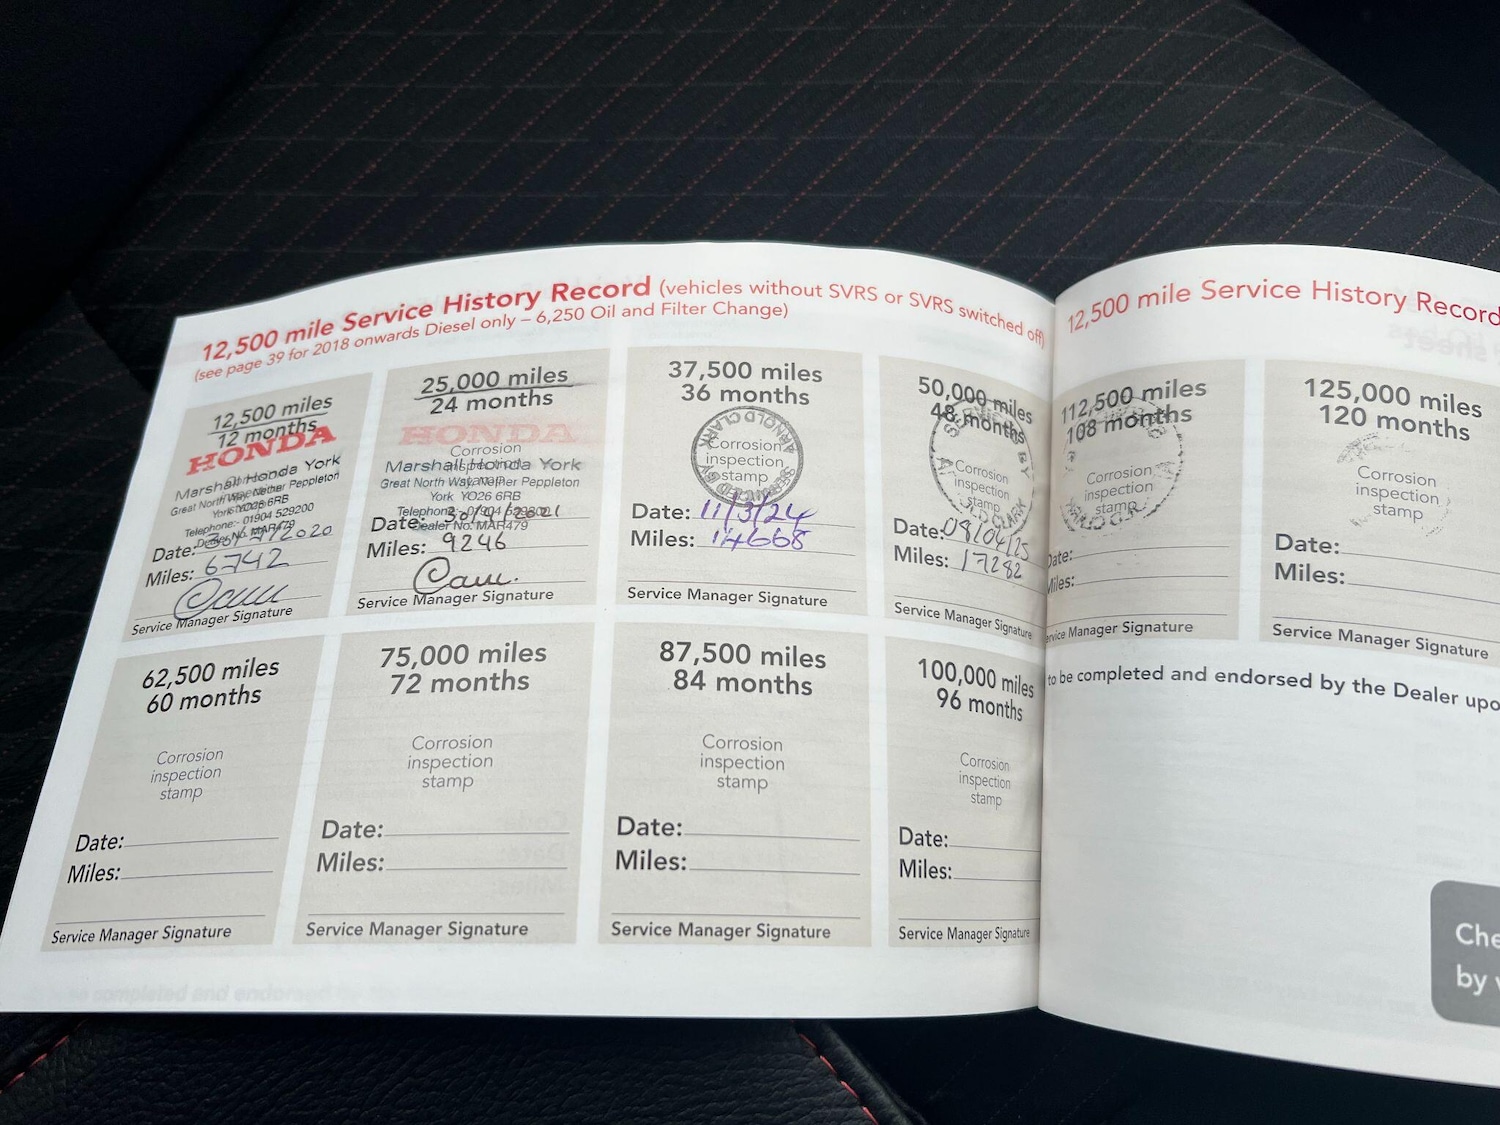 12,500 mile Service History Record (vehicles without SVRS or SVRS switched off)
(see page 39 for 2018 onwards Diesel only – 6,250 Oil and Filter Change)
12,500 miles
12 months
HONDA
Marshall Honda York
Great North Way, Nether Poppleton
York YO26 6RB
Telephone:- 01904 529200
Dealer No. MAR479
Date: 2020
Miles: 6742
Service Manager Signature
25,000 miles
24 months
HONDA
Corrosion
Marshall Honda York
Great North Way, Nether Peppleton
York YO26 6RB
Telephone:- 01904 529200
Dealer No. MAR479
Date: 2021
Miles: 9246
Service Manager Signature
37,500 miles
36 months
SERVICED BY ARNOLD CLARK
Corrosion
inspection
stamp
Date: 11/3/24
Miles: 14668
Service Manager Signature
50,000 miles
48 months
Corrosion
inspection
stamp
Date: 08/04/25
Miles: 17282
Service Manager Signature
62,500 miles
60 months
Corrosion
inspection
stamp
Date:
Miles:
Service Manager Signature
75,000 miles
72 months
Corrosion
inspection
stamp
Date:
Miles:
Service Manager Signature
87,500 miles
84 months
Corrosion
inspection
stamp
Date:
Miles:
Service Manager Signature
100,000 miles
96 months
Corrosion
inspection
stamp
Date:
Miles:
Service Manager Signature
12,500 mile Service History Record
112,500 miles
108 months
Corrosion
inspection
stamp
Date:
Miles:
Service Manager Signature
125,000 miles
120 months
Corrosion
inspection
stamp
Date:
Miles:
Service Manager Signature
to be completed and endorsed by the Dealer upo
Che
by